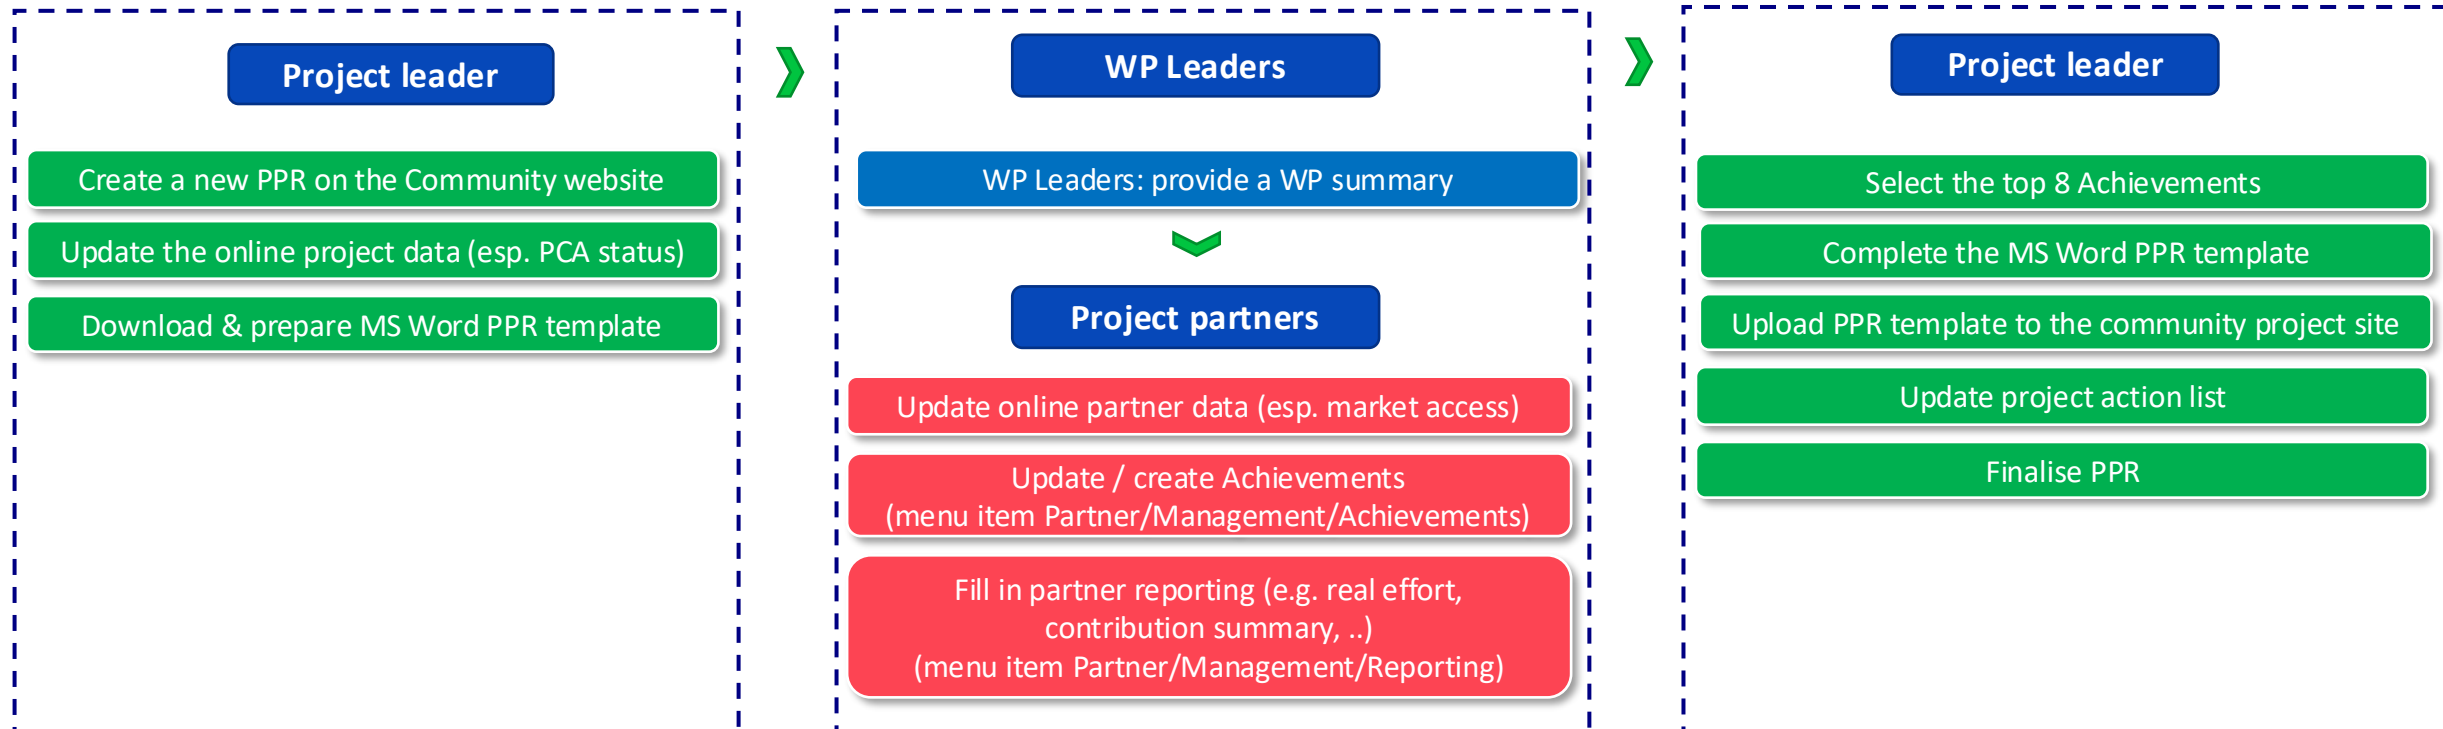 Project leader
Create a new PPR on the Community website
Update the online project data (esp. PCA status)
Download & prepare MS Word PPR template
WP Leaders
WP Leaders: provide a WP summary
Project partners
Update online partner data (esp. market access)
Update / create Achievements
(menu item Partner/Management/Achievements)
Fill in partner reporting (e.g. real effort,
contribution summary, ..)
(menu item Partner/Management/Reporting)
Project leader
Select the top 8 Achievements
Complete the MS Word PPR template
Upload PPR template to the community project site
Update project action list
Finalise PPR